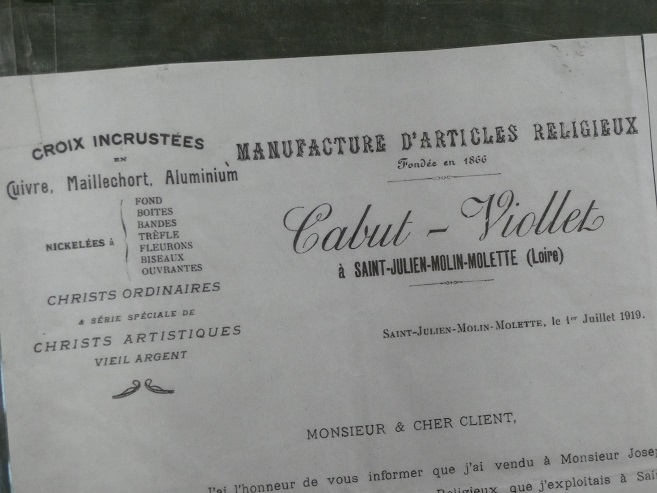 CROIX INCRUSTÉES
EN
Cuivre, Maillechort, Aluminium
NICKELÉES à
FOND
BOITES
BANDES
TRÈFLE
FLEURONS
BISEAUX
OUVRANTES
CHRISTS ORDINAIRES
& SÉRIE SPÉCIALE DE
CHRISTS ARTISTIQUES
VIEIL ARGENT
MANUFACTURE D'ARTICLES RELIGIEUX
Fondée en 1866
Cabut - Viollet
à SAINT-JULIEN-MOLIN-MOLETTE (Loire)
SAINT-JULIEN-MOLIN-MOLETTE, le 1er Juillet 1919.
MONSIEUR & CHER CLIENT,
J'ai l'honneur de vous informer que j'ai vendu à Monsieur
Religieux que j'exploitais à